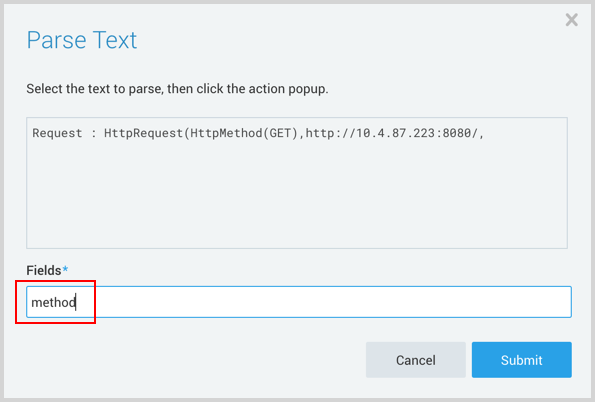 Parse Text
Select the text to parse, then click the action popup.
Request : HttpRequest(HttpMethod(GET),http://10.4.87.223:8080/,
Fields*
method
Cancel Submit